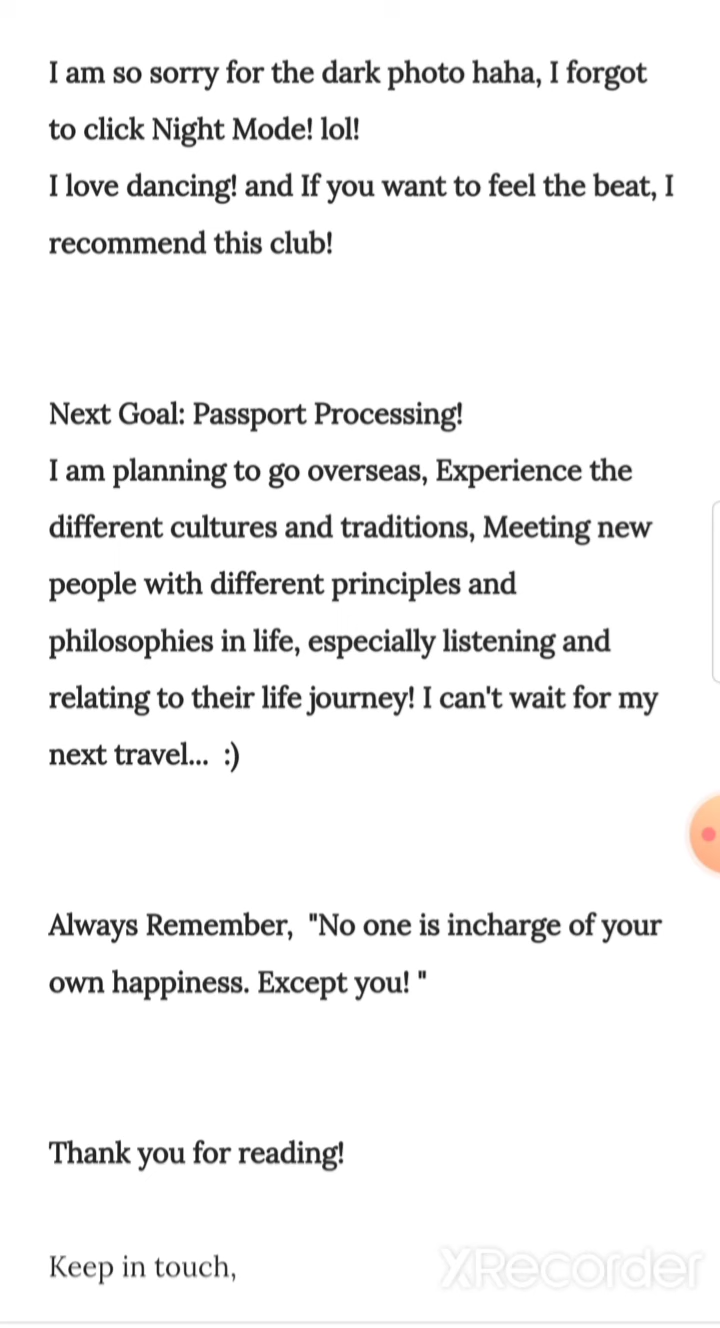 I am so sorry for the dark photo haha, I forgot
to click Night Mode! lol!
I love dancing! and If you want to feel the beat, I
recommend this club!
Next Goal: Passport Processing!
I am planning to go overseas, Experience the
different cultures and traditions, Meeting new
people with different principles and
philosophies in life, especially listening and
relating to their life journey! I can't wait for my
next travel... :)
Always Remember, "No one is incharge of your
own happiness. Except you! "
Thank you for reading!
Keep in touch,
XRecorder